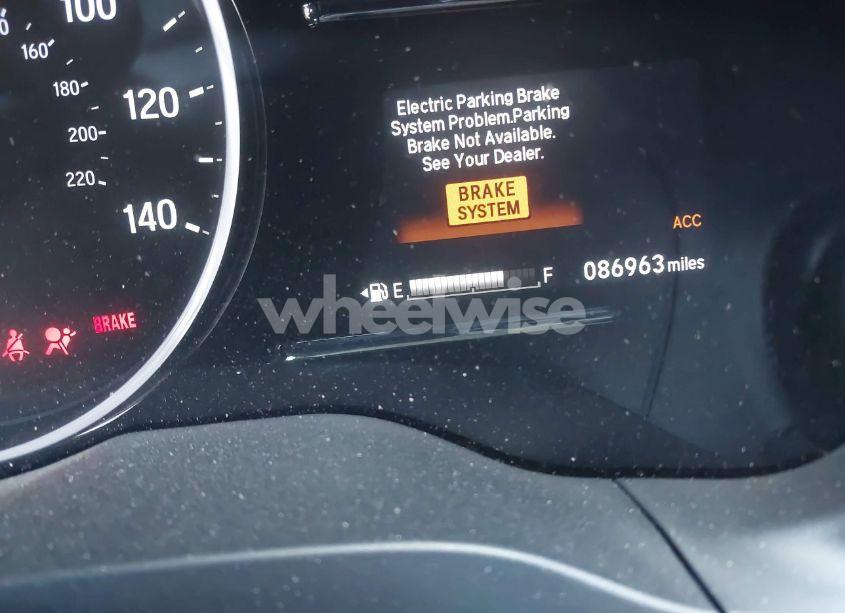 100
120
140
160
180
200
220
Electric Parking Brake
System Problem.Parking
Brake Not Available.
See Your Dealer.
BRAKE
SYSTEM
ACC
E
F
086963 miles
BRAKE
wheelwise